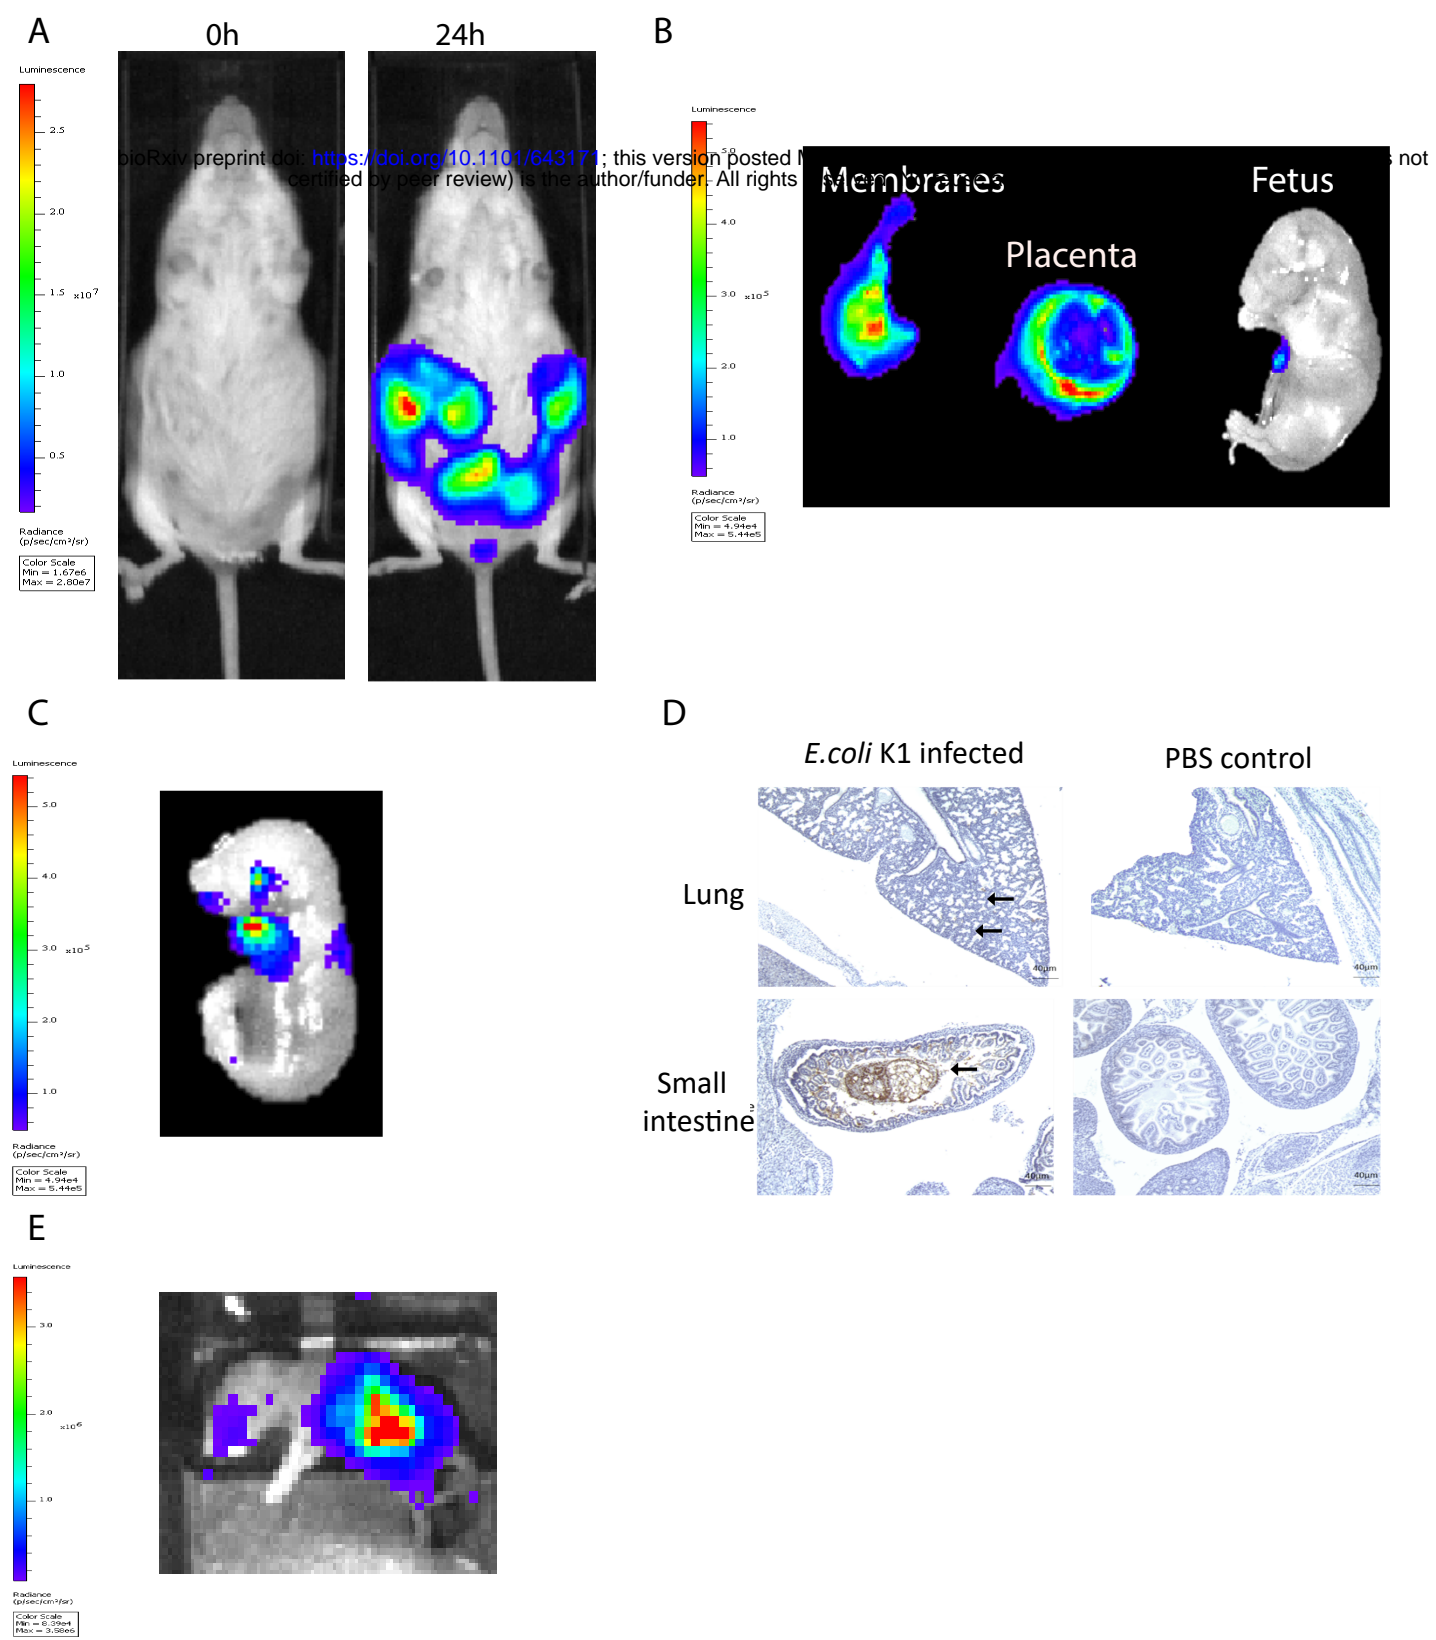 A
0h
24h
Luminescence
2.5
2.0
1.5
x10⁷
1.0
0.5
Radiance
(p/sec/cm²/sr)
Color Scale
Min = 1.67e6
Max = 2.80e7
bioRxiv preprint doi: https://doi.org/10.1101/643171; this version posted M
s not
certified by peer review) is the author/funder. All rights
B
Luminescence
5.0
4.0
3.0
x10⁵
2.0
1.0
Radiance
(p/sec/cm²/sr)
Color Scale
Min = 4.94e4
Max = 5.44e5
Membranes
Placenta
Fetus
C
Luminescence
5.0
4.0
3.0
x10⁵
2.0
1.0
Radiance
(p/sec/cm²/sr)
Color Scale
Min = 4.94e4
Max = 5.44e5
D
E.coli K1 infected
PBS control
Lung
40µm
40µm
Small
intestine
40µm
40µm
E
Luminescence
3.0
2.0
x10⁶
1.0
Radiance
(p/sec/cm²/sr)
Color Scale
Min = 8.39e4
Max = 3.58e6